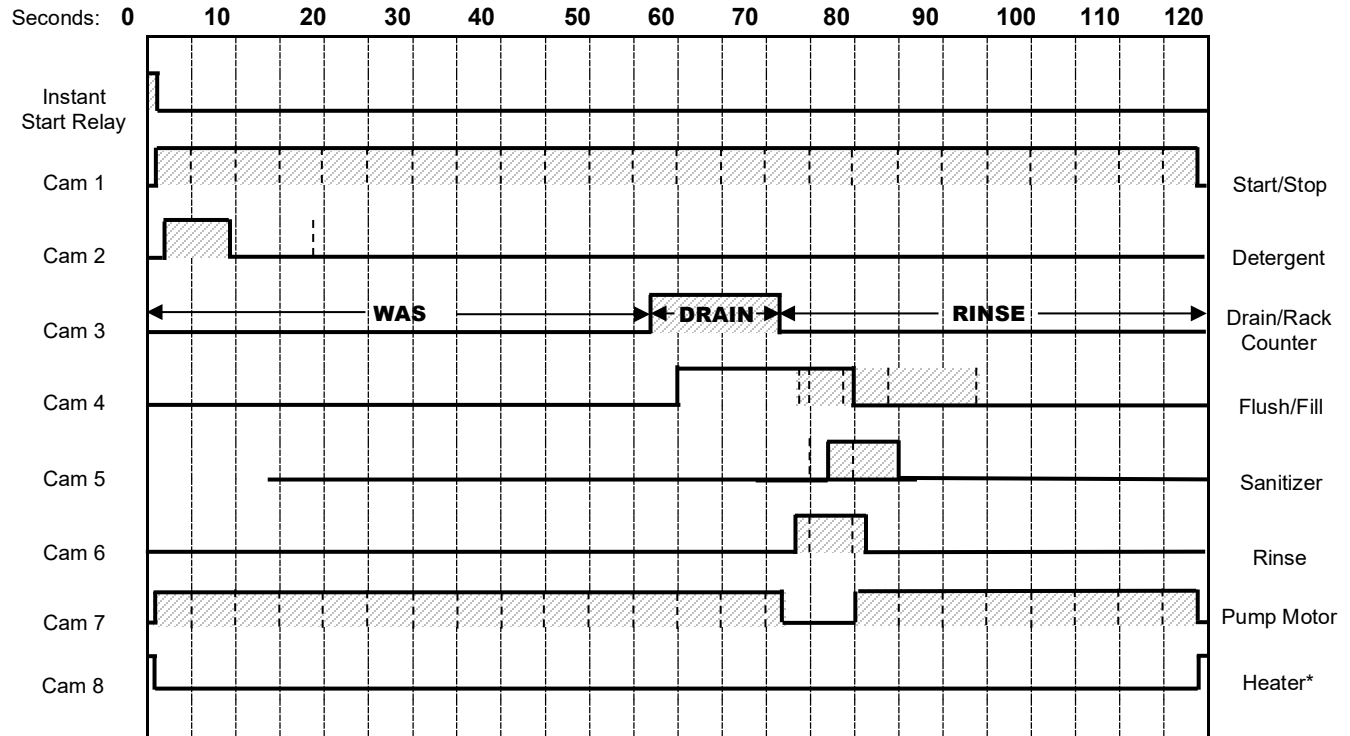 Seconds: 0 10 20 30 40 50 60 70 80 90 100 110 120
Instant
Start Relay
Cam 1
Start/Stop
Cam 2
Detergent
Cam 3
WAS
DRAIN
RINSE
Drain/Rack
Counter
Cam 4
Flush/Fill
Cam 5
Sanitizer
Cam 6
Rinse
Cam 7
Pump Motor
Cam 8
Heater*